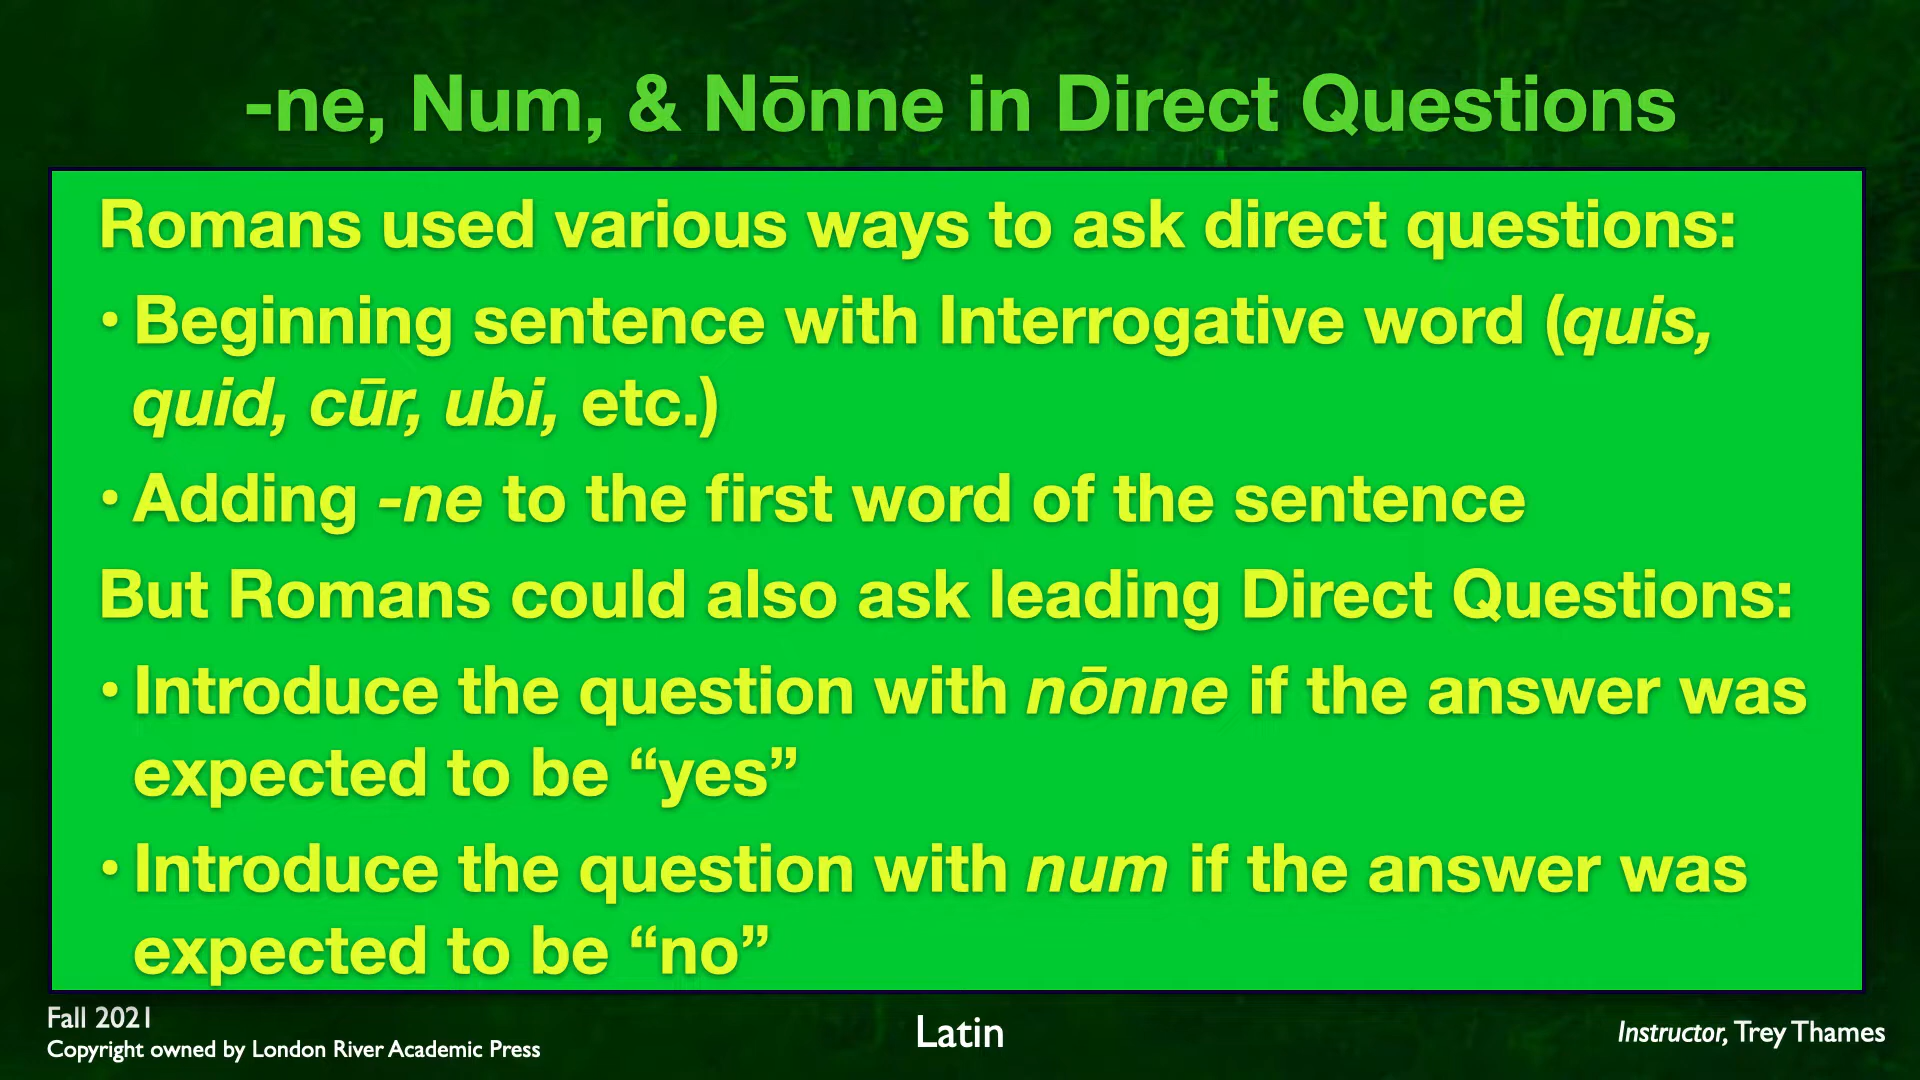 -ne, Num, & Nōnne in Direct Questions
Romans used various ways to ask direct questions:
• Beginning sentence with Interrogative word (quis,
quid, cūr, ubi, etc.)
• Adding -ne to the first word of the sentence
But Romans could also ask leading Direct Questions:
• Introduce the question with nōnne if the answer was
expected to be “yes”
• Introduce the question with num if the answer was
expected to be “no”
Fall 2021
Copyright owned by London River Academic Press
Latin
Instructor, Trey Thames